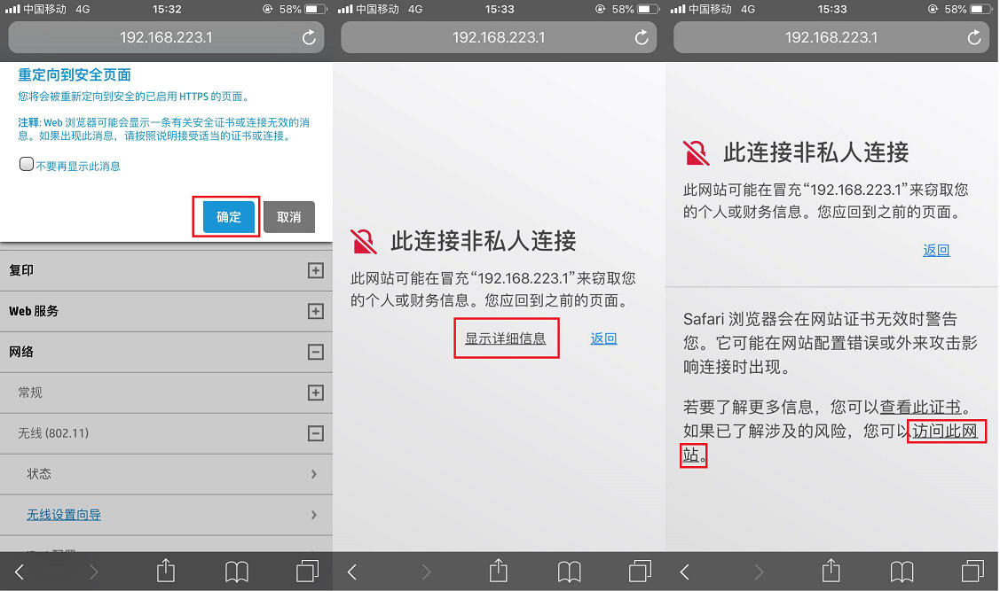 中国移动 4G 15:32 58%
192.168.223.1
重定向到安全页面
您将会被重新定向到安全的已启用 HTTPS 的页面。
注释: Web 浏览器可能会显示一条有关安全证书或连接无效的消
息。如果出现此消息，请按照说明接受适当的证书或连接。
不要再显示此消息
确定 取消
复印
Web 服务
网络
常规
无线 (802.11)
状态
无线设置向导
中国移动 4G 15:33 58%
192.168.223.1
此连接非私人连接
此网站可能在冒充“192.168.223.1”来窃取您
的个人或财务信息。您应回到之前的页面。
显示详细信息 返回
中国移动 4G 15:33 58%
192.168.223.1
此连接非私人连接
此网站可能在冒充“192.168.223.1”来窃取您
的个人或财务信息。您应回到之前的页面。
返回
Safari 浏览器会在网站证书无效时警告
您。它可能在网站配置错误或外来攻击影
响连接时出现。
若要了解更多信息，您可以查看此证书。
如果已了解涉及的风险，您可以访问此网
站。